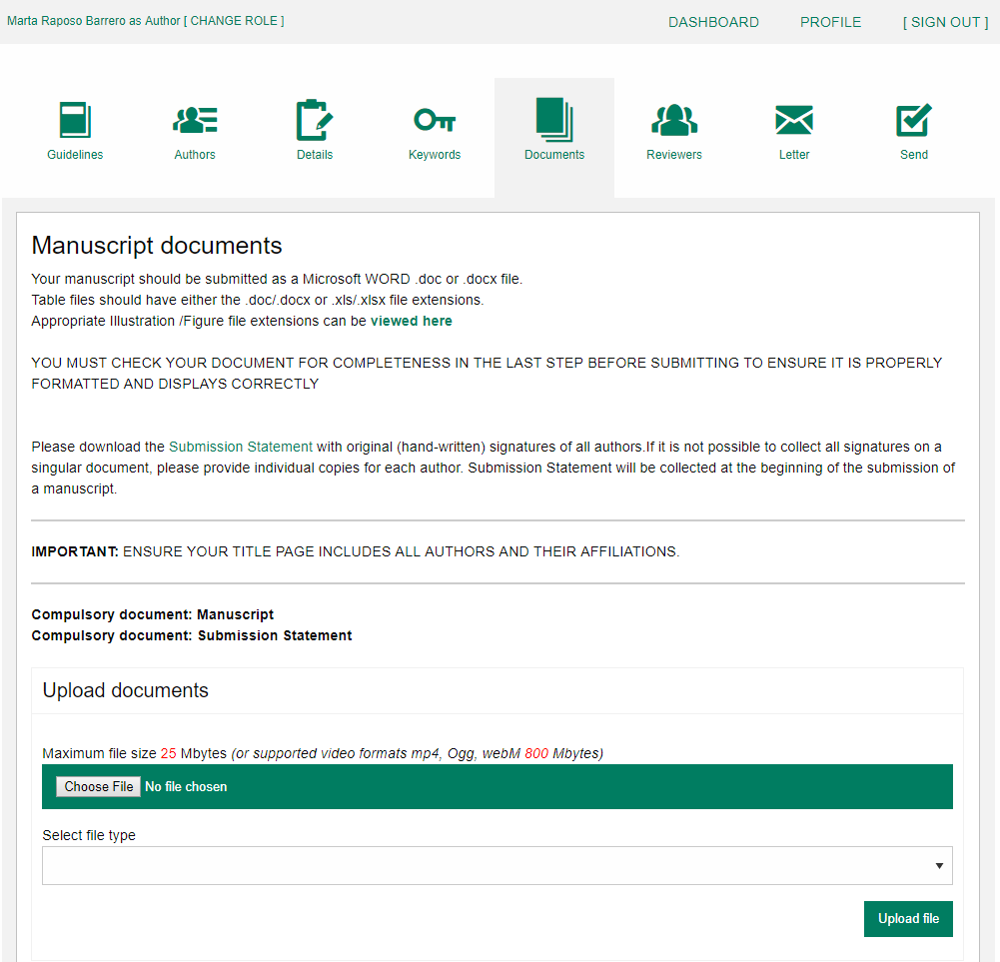 Marta Raposo Barrero as Author [ CHANGE ROLE ]
DASHBOARD PROFILE [ SIGN OUT ]
Guidelines Authors Details Keywords Documents Reviewers Letter Send
Manuscript documents
Your manuscript should be submitted as a Microsoft WORD .doc or .docx file.
Table files should have either the .doc/.docx or .xls/.xlsx file extensions.
Appropriate Illustration /Figure file extensions can be viewed here
YOU MUST CHECK YOUR DOCUMENT FOR COMPLETENESS IN THE LAST STEP BEFORE SUBMITTING TO ENSURE IT IS PROPERLY
FORMATTED AND DISPLAYS CORRECTLY
Please download the Submission Statement with original (hand-written) signatures of all authors.If it is not possible to collect all signatures on a
singular document, please provide individual copies for each author. Submission Statement will be collected at the beginning of the submission of
a manuscript.
IMPORTANT: ENSURE YOUR TITLE PAGE INCLUDES ALL AUTHORS AND THEIR AFFILIATIONS.
Compulsory document: Manuscript
Compulsory document: Submission Statement
Upload documents
Maximum file size 25 Mbytes (or supported video formats mp4, Ogg, webM 800 Mbytes)
Choose File No file chosen
Select file type
Upload file